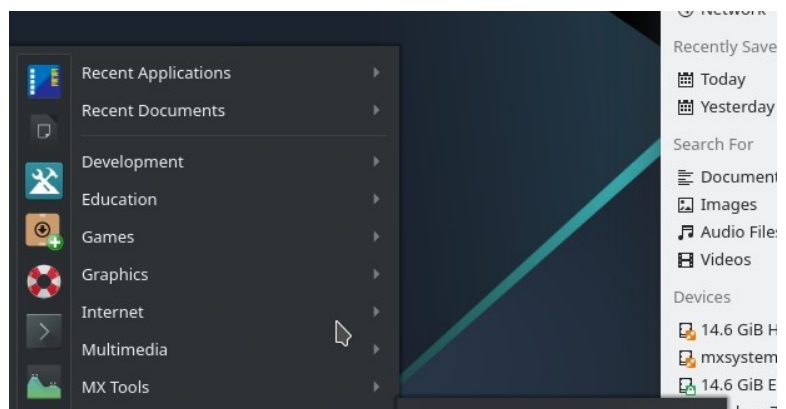 Recent Applications
Recent Documents
Development
Education
Games
Graphics
Internet
Multimedia
MX Tools
Network
Recently Save
Today
Yesterday
Search For
Document
Images
Audio File
Videos
Devices
14.6 GiB H
mxsystem
14.6 GiB E